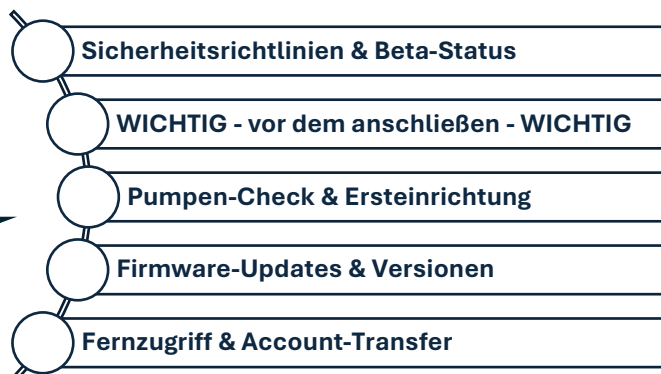 Sicherheitsrichtlinien & Beta-Status
WICHTIG - vor dem anschließen - WICHTIG
Pumpen-Check & Ersteinrichtung
Firmware-Updates & Versionen
Fernzugriff & Account-Transfer